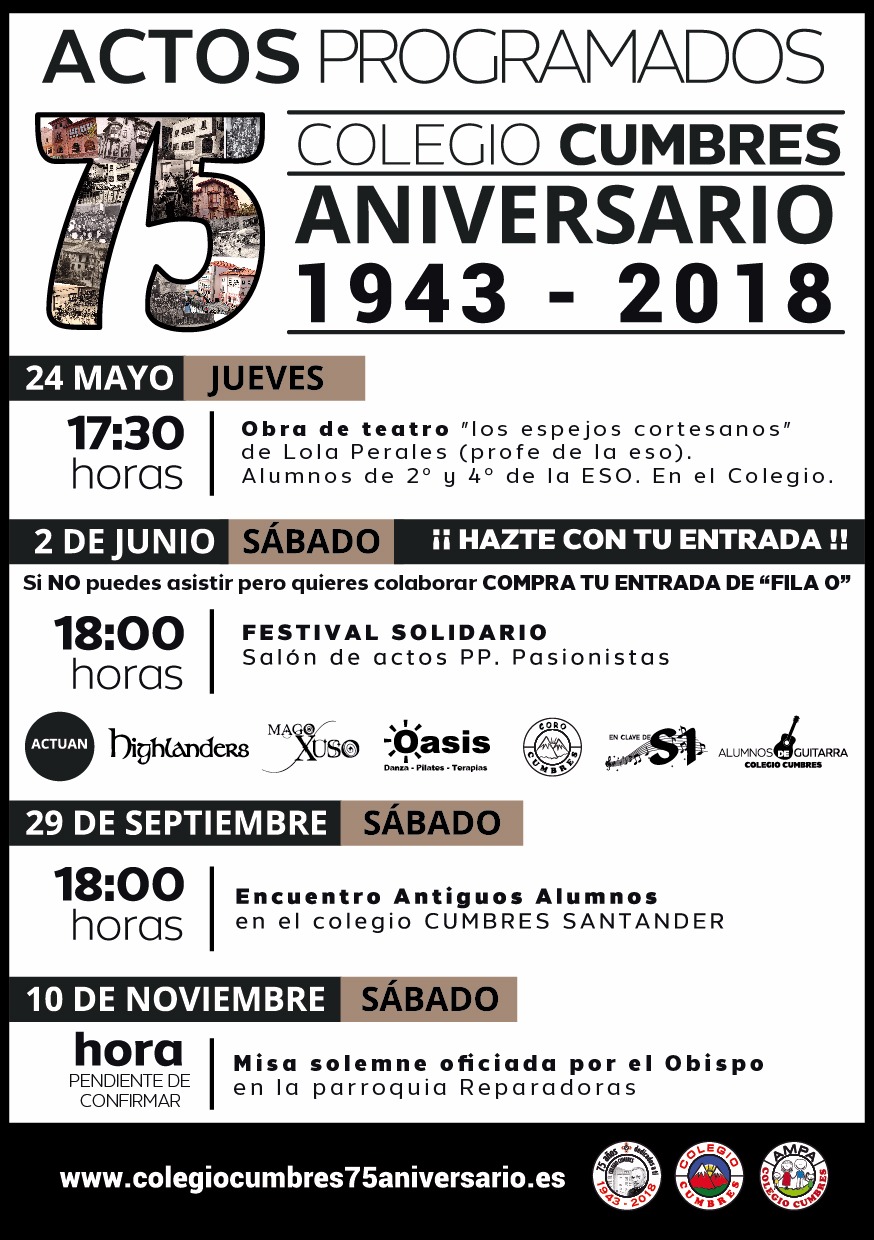 ACTOS PROGRAMADOS
75
COLEGIO CUMBRES
ANIVERSARIO
1943 - 2018
24 MAYO JUEVES
17:30
horas
Obra de teatro "los espejos cortesanos"
de Lola Perales (profe de la eso).
Alumnos de 2º y 4º de la ESO. En el Colegio.
2 DE JUNIO SÁBADO ¡¡ HAZTE CON TU ENTRADA !!
Si NO puedes asistir pero quieres colaborar COMPRA TU ENTRADA DE “FILA 0”
18:00
horas
FESTIVAL SOLIDARIO
Salón de actos PP. Pasionistas
ACTUAN
Highlanders
MAGO
XUSO
Oasis
Danza - Pilates - Terapias
CORO
CUMBRES
EN CLAVE DE
SI
ALUMNOS DE GUITARRA
COLEGIO CUMBRES
29 DE SEPTIEMBRE SÁBADO
18:00
horas
Encuentro Antiguos Alumnos
en el colegio CUMBRES SANTANDER
10 DE NOVIEMBRE SÁBADO
hora
PENDIENTE DE
CONFIRMAR
Misa solemne oficiada por el Obispo
en la parroquia Reparadoras
www.colegiocumbres75aniversario.es
75 años dedicados a ti
1943 - 2018
COLEGIO
CUMBRES
AMPA
COLEGIO CUMBRES